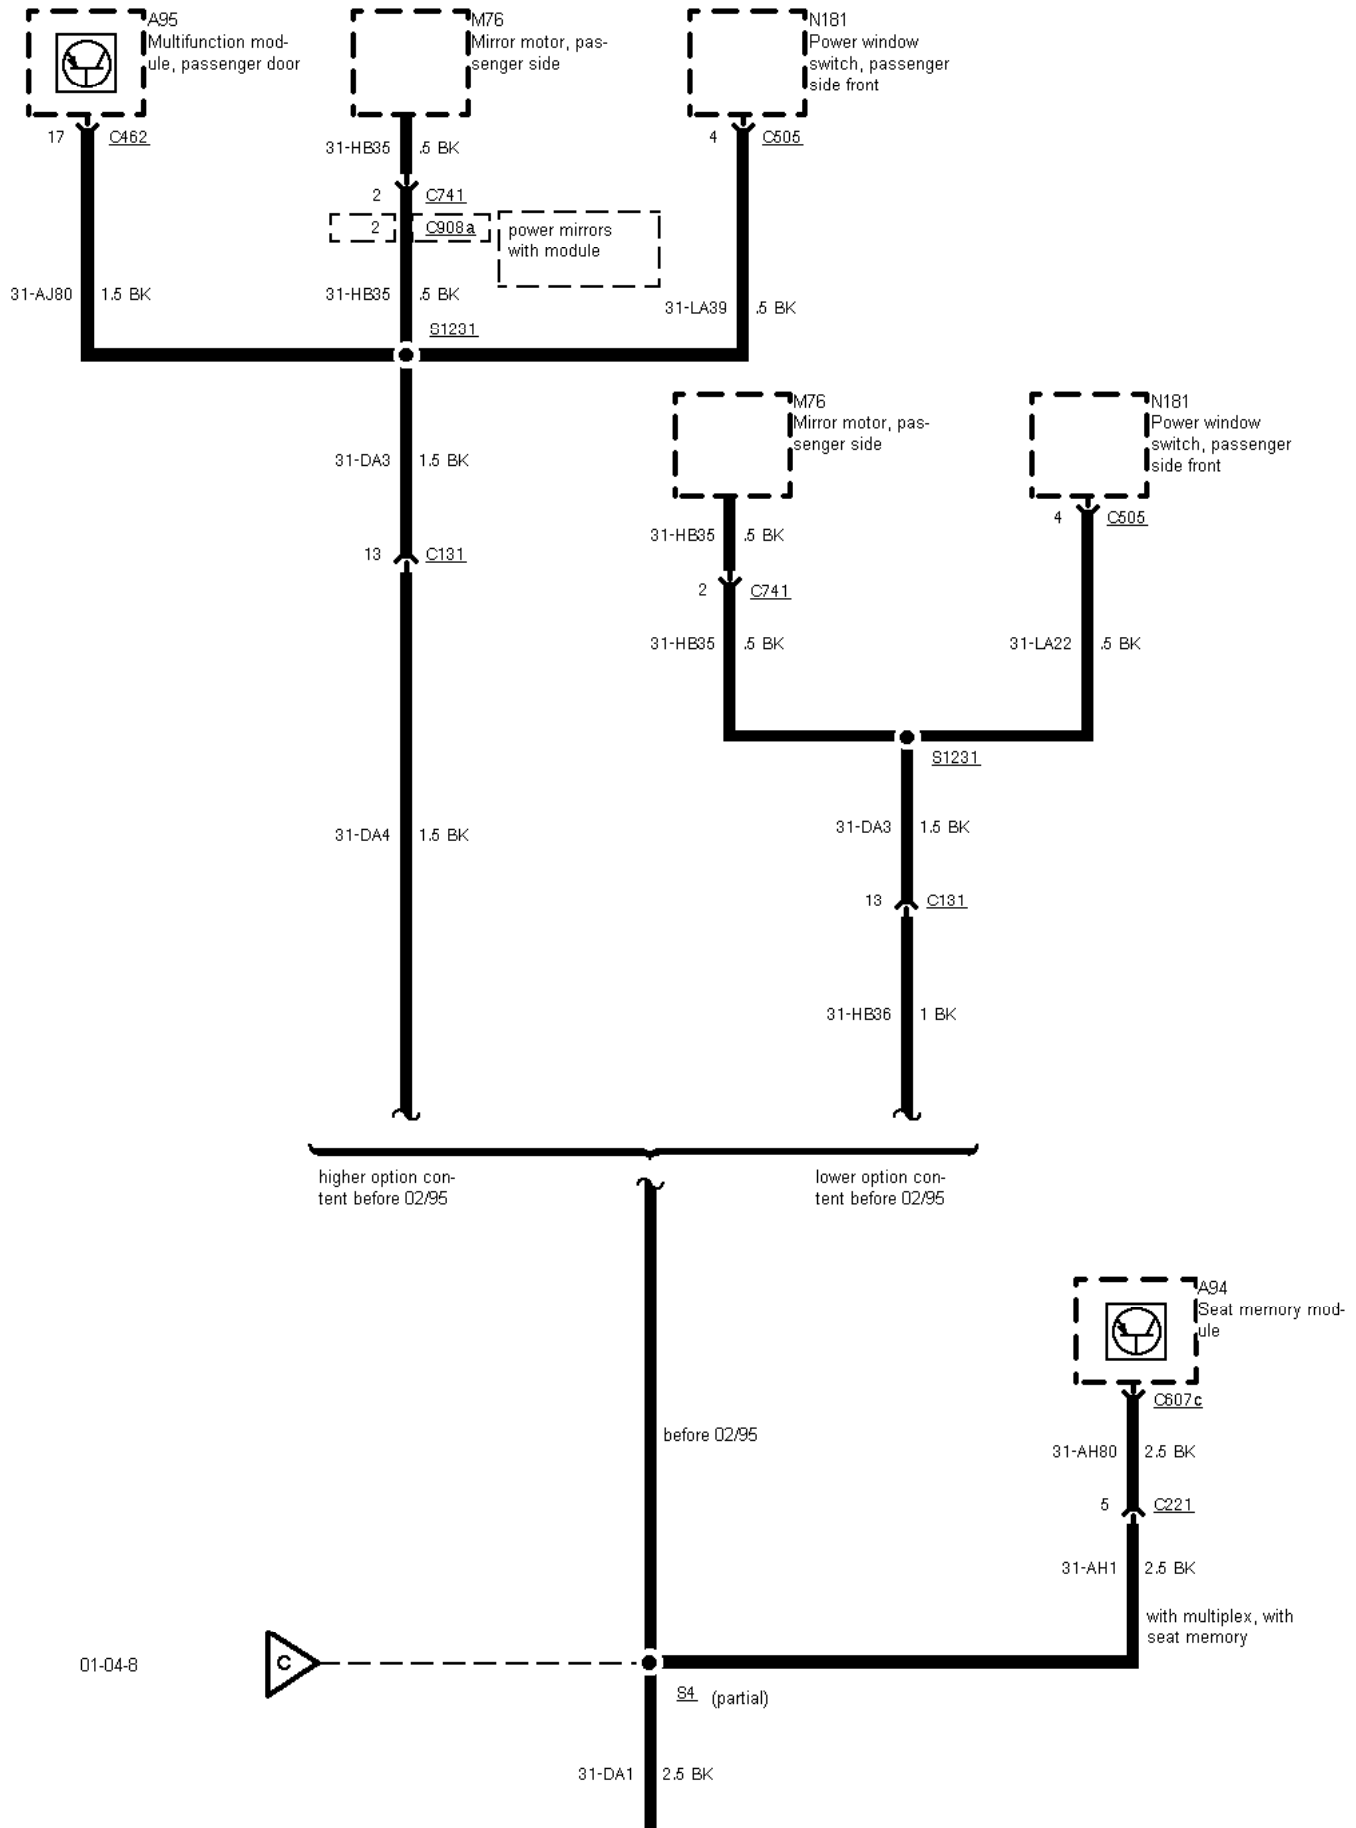 A95
Multifunction mod-
ule, passenger door
M76
Mirror motor, pas-
senger side
N181
Power window
switch, passenger
side front
17 C462
31-HB35 .5 BK
4 C505
2 C741
2 C908a
power mirrors
with module
31-AJ80 1.5 BK
31-HB35 .5 BK
31-LA39 .5 BK
S1231
M76
Mirror motor, pas-
senger side
N181
Power window
switch, passenger
side front
31-DA3 1.5 BK
4 C505
31-HB35 .5 BK
13 C131
2 C741
31-HB35 .5 BK
31-LA22 .5 BK
S1231
31-DA4 1.5 BK
31-DA3 1.5 BK
13 C131
31-HB36 1 BK
higher option con-
tent before 02/95
lower option con-
tent before 02/95
A94
Seat memory mod-
ule
C607c
before 02/95
31-AH80 2.5 BK
5 C221
31-AH1 2.5 BK
with multiplex, with
seat memory
01-04-8
C
S4 (partial)
31-DA1 2.5 BK